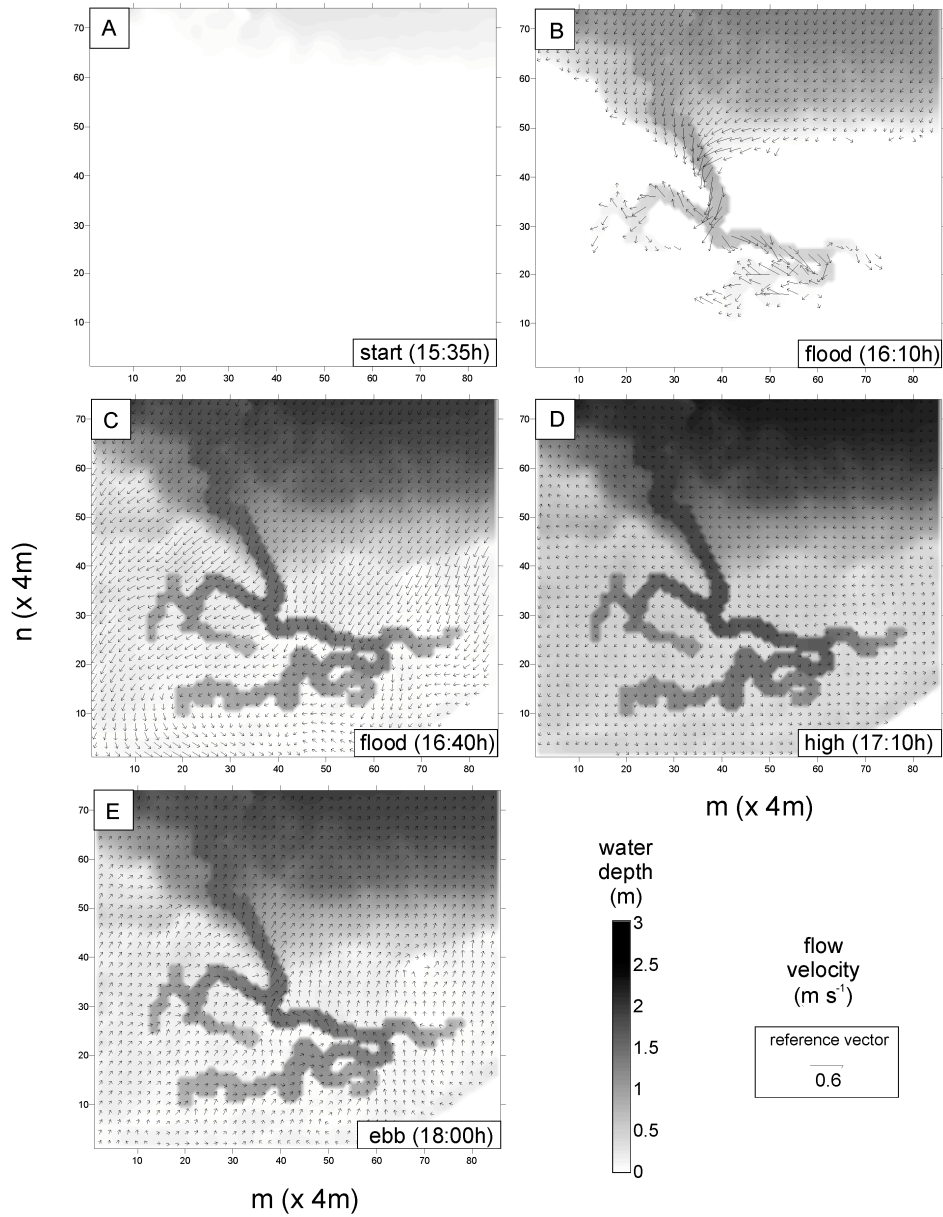 A
70
60
50
40
30
20
10
start (15:35h)
10 20 30 40 50 60 70 80
B
70
60
50
40
30
20
10
flood (16:10h)
10 20 30 40 50 60 70 80
C
70
60
50
40
30
20
10
flood (16:40h)
10 20 30 40 50 60 70 80
D
70
60
50
40
30
20
10
high (17:10h)
10 20 30 40 50 60 70 80
n (x 4m)
m (x 4m)
E
70
60
50
40
30
20
10
ebb (18:00h)
10 20 30 40 50 60 70 80
m (x 4m)
water
depth
(m)
3
2.5
2
1.5
1
0.5
0
flow
velocity
(m s⁻¹)
reference vector
0.6